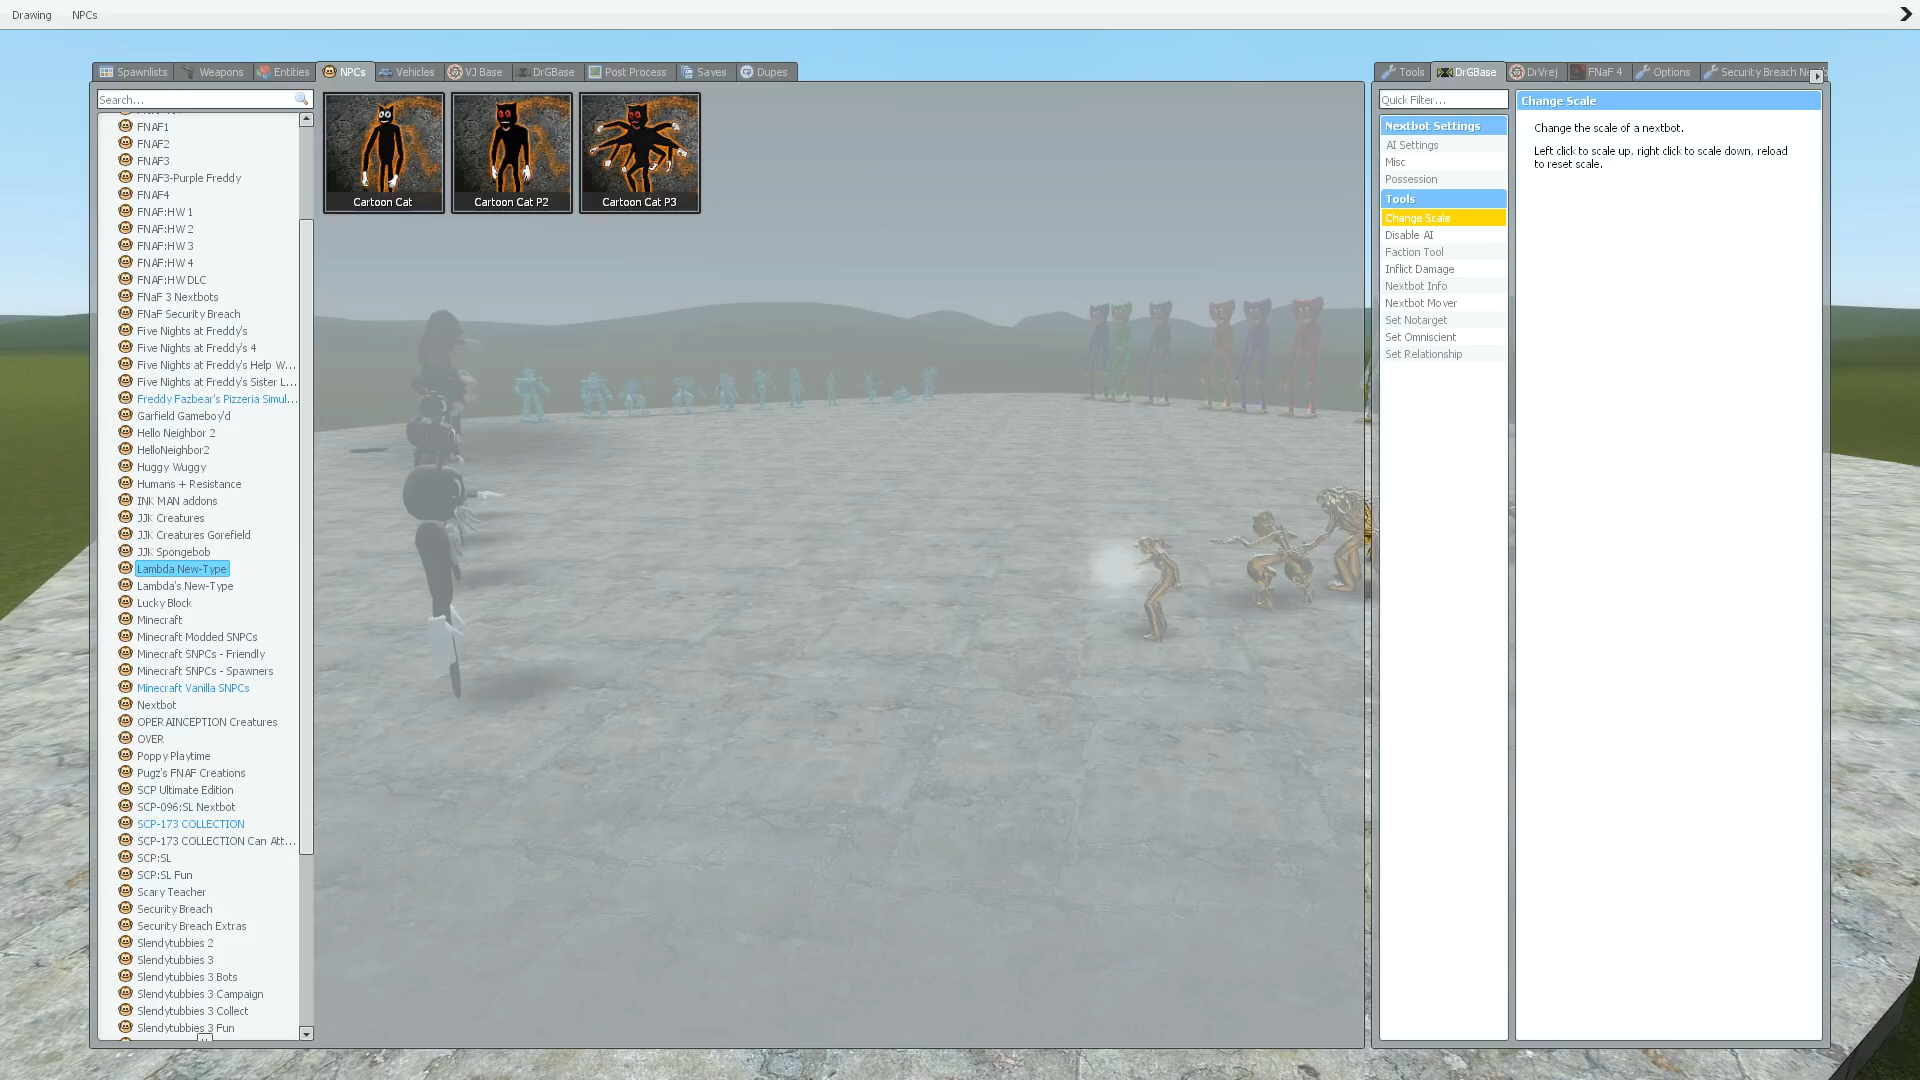 Drawing NPCs
Spawnlists Weapons Entities NPCs Vehicles VJ Base DrGBase Post Process Saves Dupes
Search...
FNAF1
FNAF2
FNAF3
FNAF3-Purple Freddy
FNAF4
FNAF:HW 1
FNAF:HW 2
FNAF:HW 3
FNAF:HW 4
FNAF:HW DLC
FNaF 3 Nextbots
FNaF Security Breach
Five Nights at Freddy's
Five Nights at Freddy's 4
Five Nights at Freddy's Help W...
Five Nights at Freddy's Sister L...
Freddy Fazbear's Pizzeria Simul...
Garfield Gameboy'd
Hello Neighbor 2
HelloNeighbor2
Huggy Wuggy
Humans + Resistance
INK MAN addons
JJK Creatures
JJK Creatures Gorefield
JJK Spongebob
Lambda New-Type
Lambda's New-Type
Lucky Block
Minecraft
Minecraft Modded SNPCs
Minecraft SNPCs - Friendly
Minecraft SNPCs - Spawners
Minecraft Vanilla SNPCs
Nextbot
OPERAINCEPTION Creatures
OVER
Poppy Playtime
Pugz's FNAF Creations
SCP Ultimate Edition
SCP-096:SL Nextbot
SCP-173 COLLECTION
SCP-173 COLLECTION Can Att...
SCP:SL
SCP:SL Fun
Scary Teacher
Security Breach
Security Breach Extras
Slendytubbies 2
Slendytubbies 3
Slendytubbies 3 Bots
Slendytubbies 3 Campaign
Slendytubbies 3 Collect
Slendytubbies 3 Fun
Cartoon Cat
Cartoon Cat P2
Cartoon Cat P3
Tools DrGBase DrVrej FNaF 4 Options Security Breach
Quick Filter...
Nextbot Settings
AI Settings
Misc
Possession
Tools
Change Scale
Disable AI
Faction Tool
Inflict Damage
Nextbot Info
Nextbot Mover
Set Notarget
Set Omniscient
Set Relationship
Change Scale
Change the scale of a nextbot.
Left click to scale up, right click to scale down, reload
to reset scale.